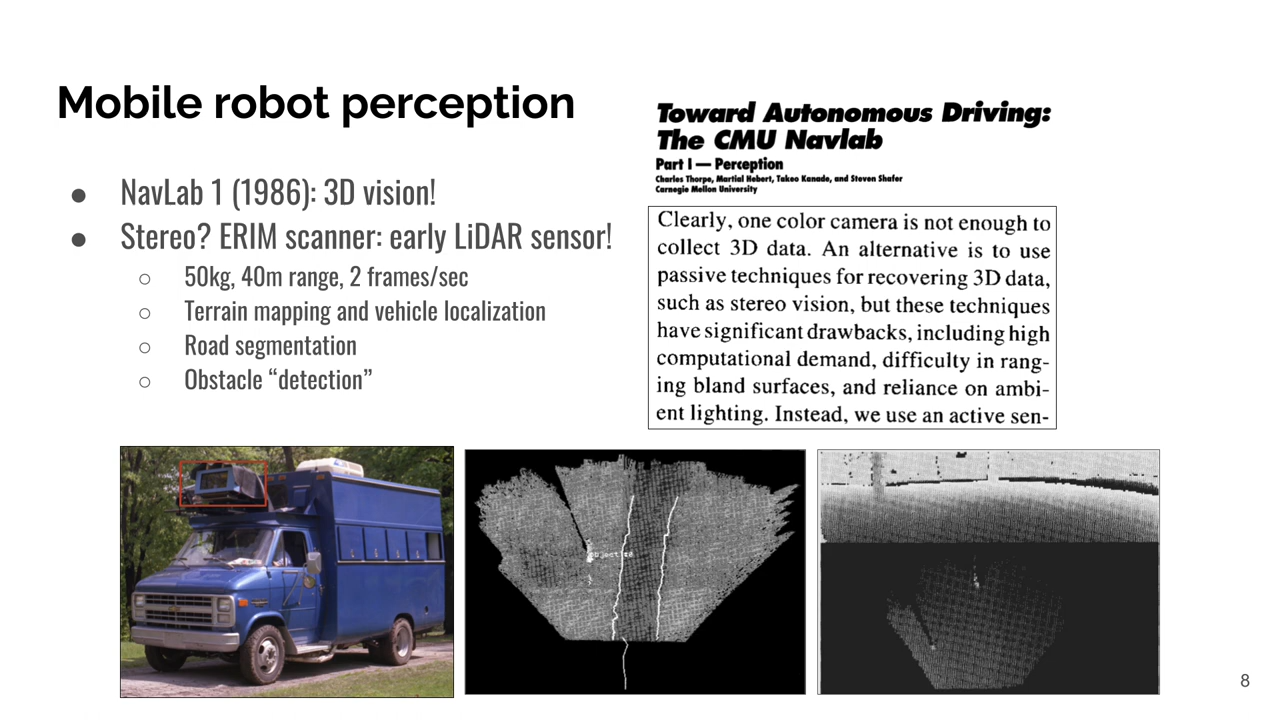 Mobile robot perception
● NavLab 1 (1986): 3D vision!
● Stereo? ERIM scanner: early LiDAR sensor!
○ 50kg, 40m range, 2 frames/sec
○ Terrain mapping and vehicle localization
○ Road segmentation
○ Obstacle “detection”
Toward Autonomous Driving:
The CMU Navlab
Part I — Perception
Charles Thorpe, Martial Hebert, Takeo Kanade, and Steven Shafer
Carnegie Mellon University
Clearly, one color camera is not enough to
collect 3D data. An alternative is to use
passive techniques for recovering 3D data,
such as stereo vision, but these techniques
have significant drawbacks, including high
computational demand, difficulty in rang-
ing bland surfaces, and reliance on ambi-
ent lighting. Instead, we use an active sen-
8